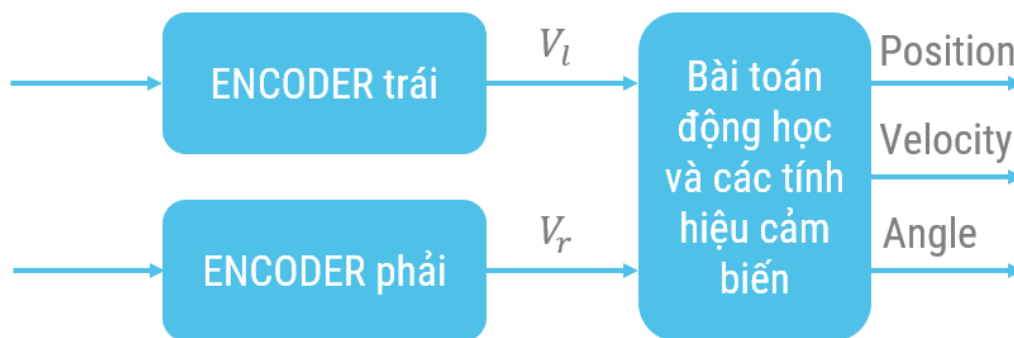 ENCODER trái
V_l
ENCODER phải
V_r
Bài toán
động học
và các tính
hiệu cảm
biến
Position
Velocity
Angle